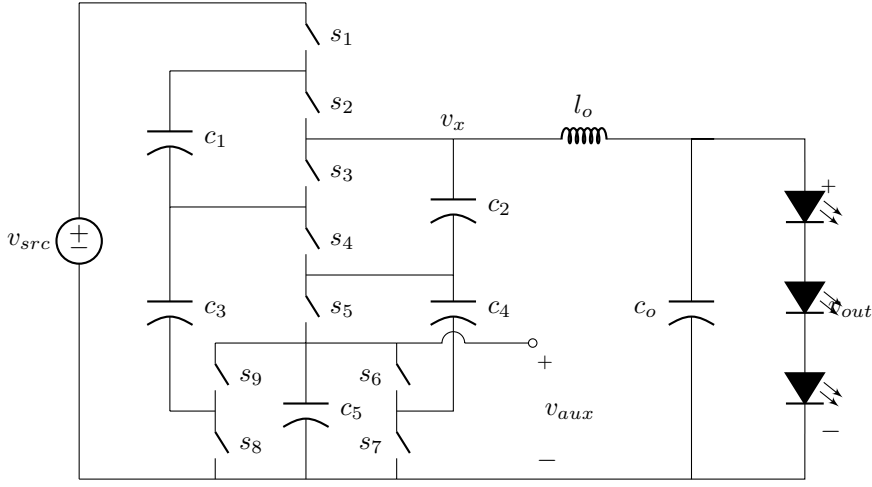 s1
s2
lo
vx
c1
s3
c2
+
vsrc
s4
c3
s5
c4
co
vout
s9
s6
+
c5
vaux
s8
s7
−
−